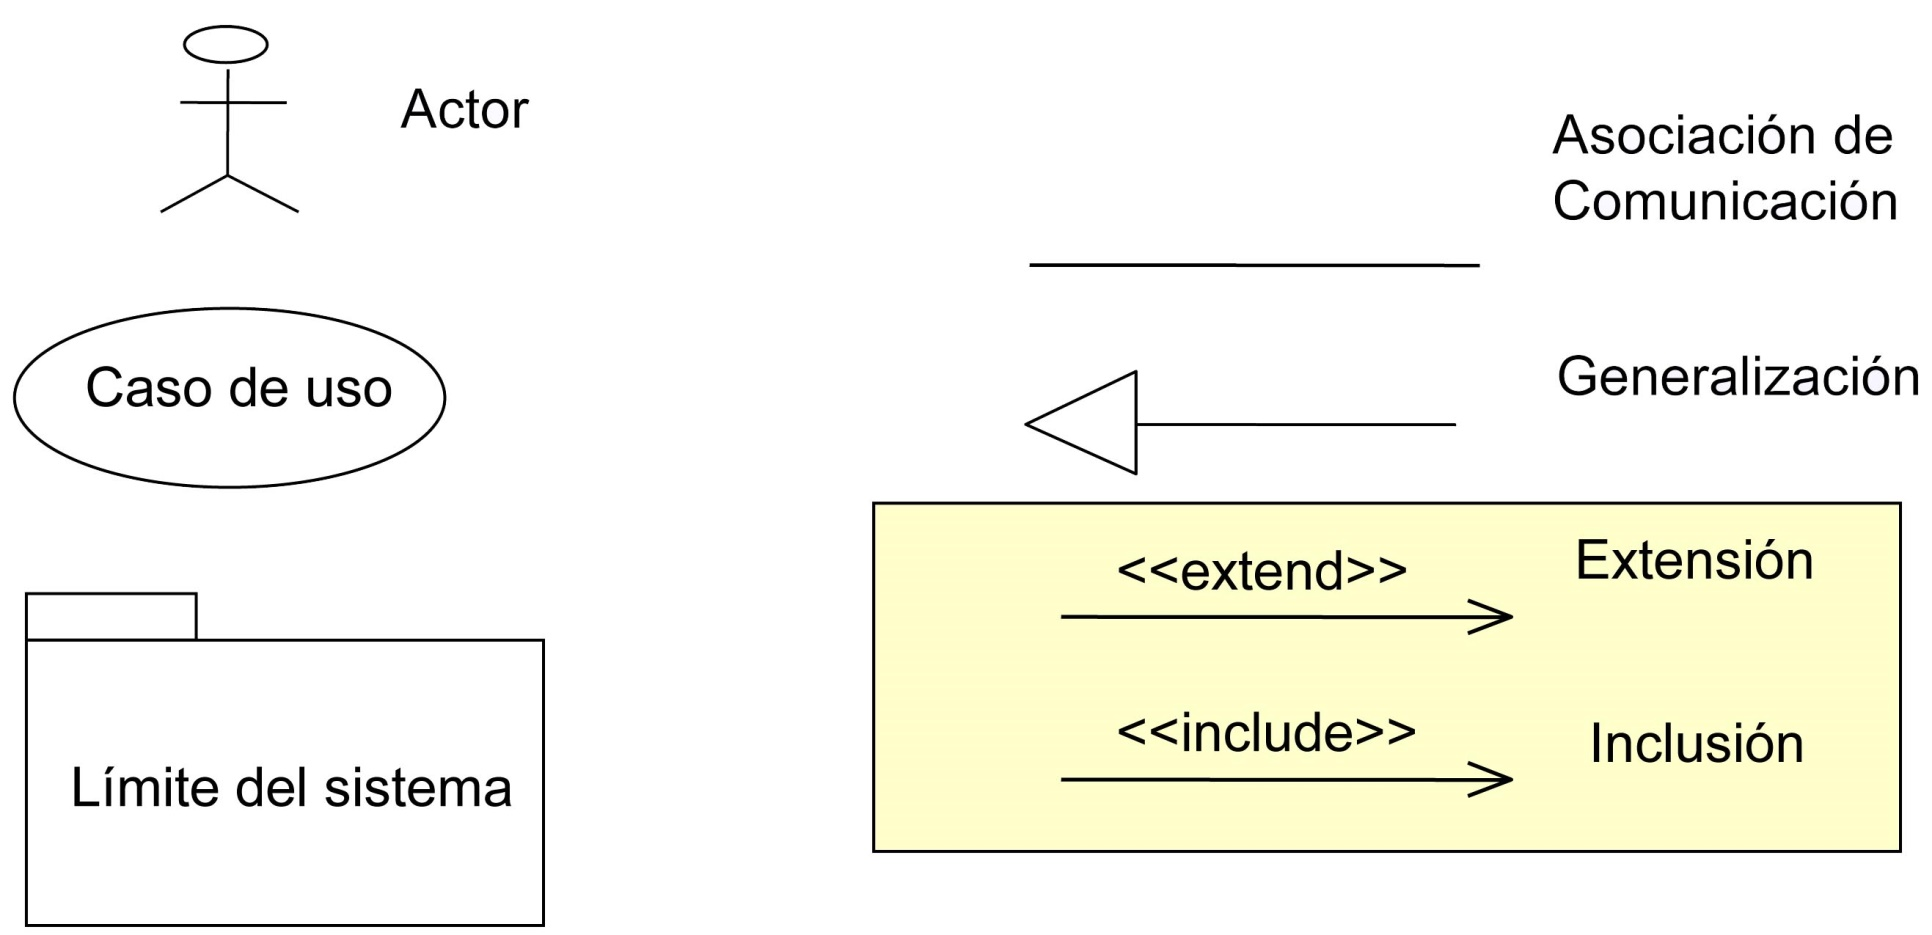 Actor
Asociación de
Comunicación
Caso de uso
Generalización
<<extend>>
Extensión
<<include>>
Inclusión
Límite del sistema